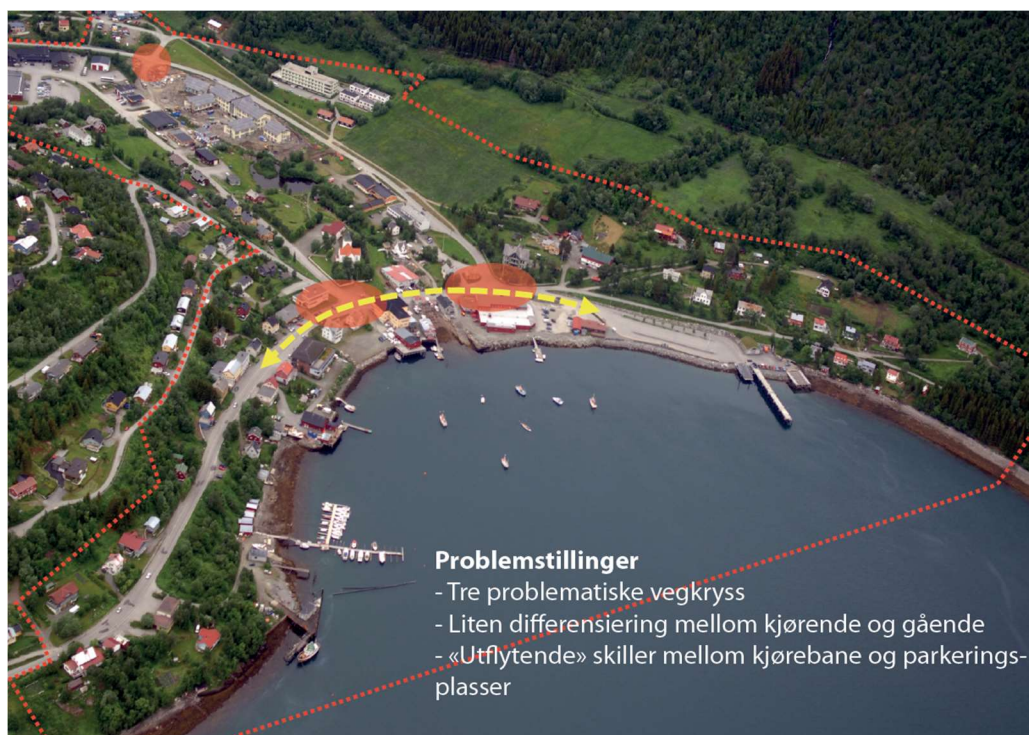 Problemstillinger
- Tre problematiske vegkryss
- Liten differensiering mellom kjørende og gående
- «Utflytende» skiller mellom kjørebane og parkerings-
plasser